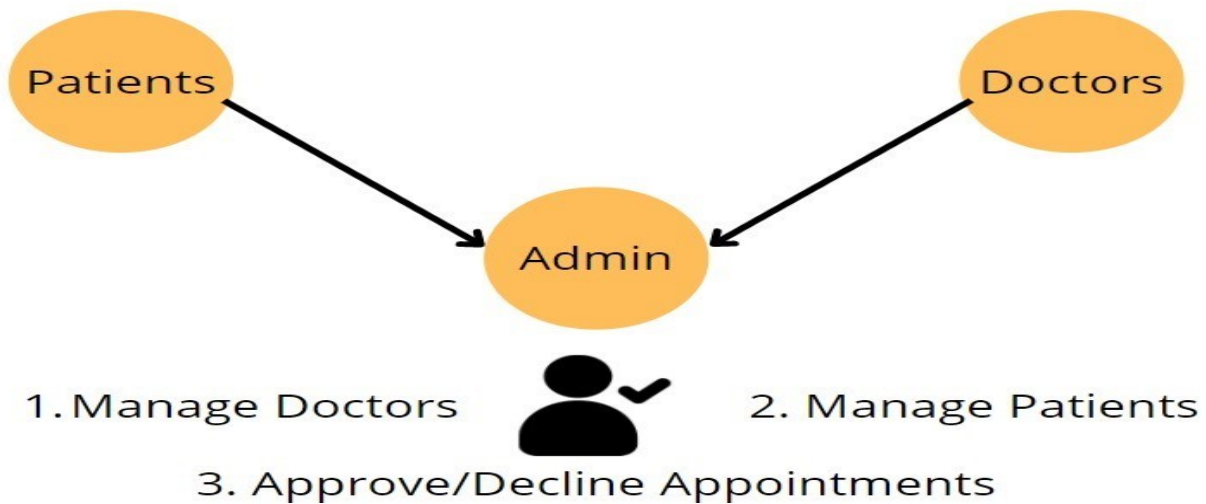 Patients
Doctors
Admin
1. Manage Doctors
2. Manage Patients
3. Approve/Decline Appointments